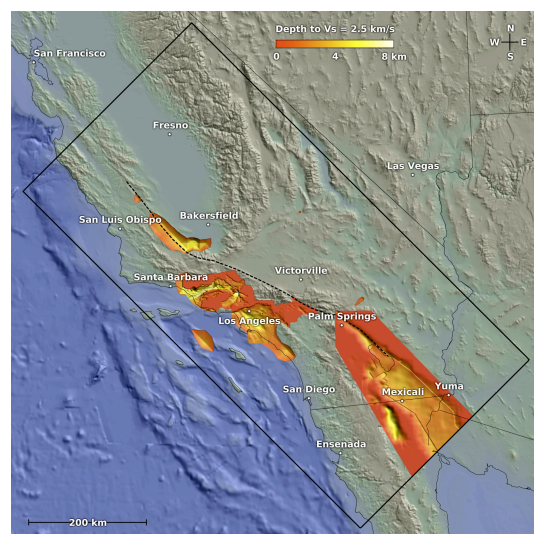 Depth to Vs = 2.5 km/s
0 4 8 km
N
W E
S
San Francisco
Fresno
Las Vegas
San Luis Obispo
Bakersfield
Santa Barbara
Victorville
Los Angeles
Palm Springs
San Diego
Mexicali
Yuma
Ensenada
200 km